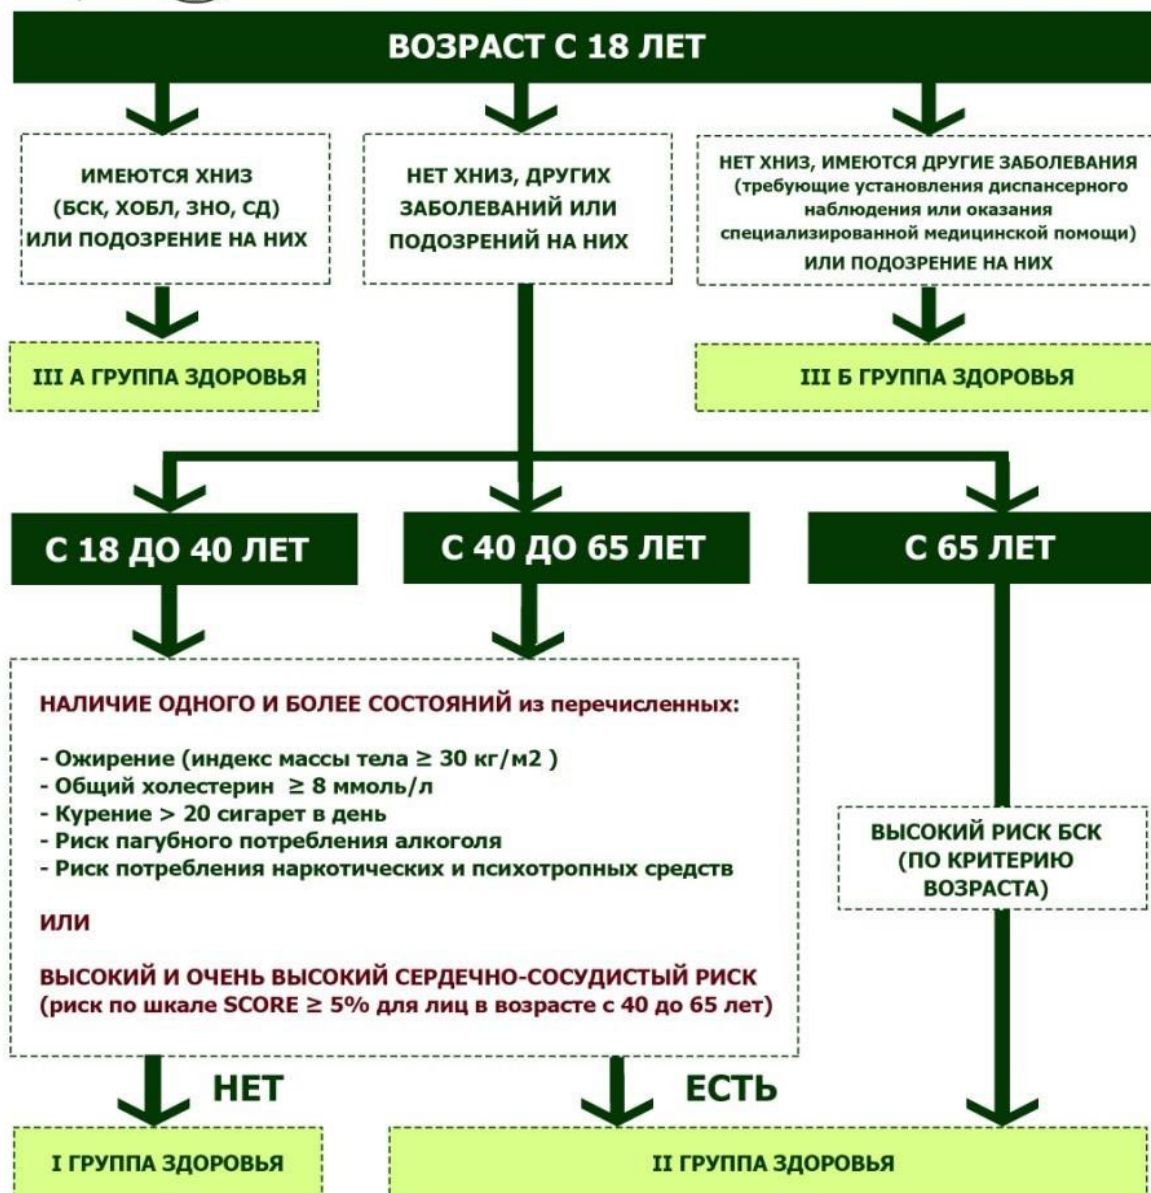 ВОЗРАСТ С 18 ЛЕТ
ИМЕЮТСЯ ХНИЗ
(БСК, ХОБЛ, ЗНО, СД)
ИЛИ ПОДОЗРЕНИЕ НА НИХ
НЕТ ХНИЗ, ДРУГИХ
ЗАБОЛЕВАНИЙ ИЛИ
ПОДОЗРЕНИЙ НА НИХ
НЕТ ХНИЗ, ИМЕЮТСЯ ДРУГИЕ ЗАБОЛЕВАНИЯ
(требующие установления диспансерного
наблюдения или оказания
специализированной медицинской помощи)
ИЛИ ПОДОЗРЕНИЕ НА НИХ
III А ГРУППА ЗДОРОВЬЯ
III Б ГРУППА ЗДОРОВЬЯ
С 18 ДО 40 ЛЕТ
С 40 ДО 65 ЛЕТ
С 65 ЛЕТ
НАЛИЧИЕ ОДНОГО И БОЛЕЕ СОСТОЯНИЙ из перечисленных:
- Ожирение (индекс массы тела ≥ 30 кг/м2 )
- Общий холестерин ≥ 8 ммоль/л
- Курение > 20 сигарет в день
- Риск пагубного потребления алкоголя
- Риск потребления наркотических и психотропных средств
ИЛИ
ВЫСОКИЙ И ОЧЕНЬ ВЫСОКИЙ СЕРДЕЧНО-СОСУДИСТЫЙ РИСК
(риск по шкале SCORE ≥ 5% для лиц в возрасте с 40 до 65 лет)
ВЫСОКИЙ РИСК БСК
(ПО КРИТЕРИЮ
ВОЗРАСТА)
НЕТ
ЕСТЬ
I ГРУППА ЗДОРОВЬЯ
II ГРУППА ЗДОРОВЬЯ